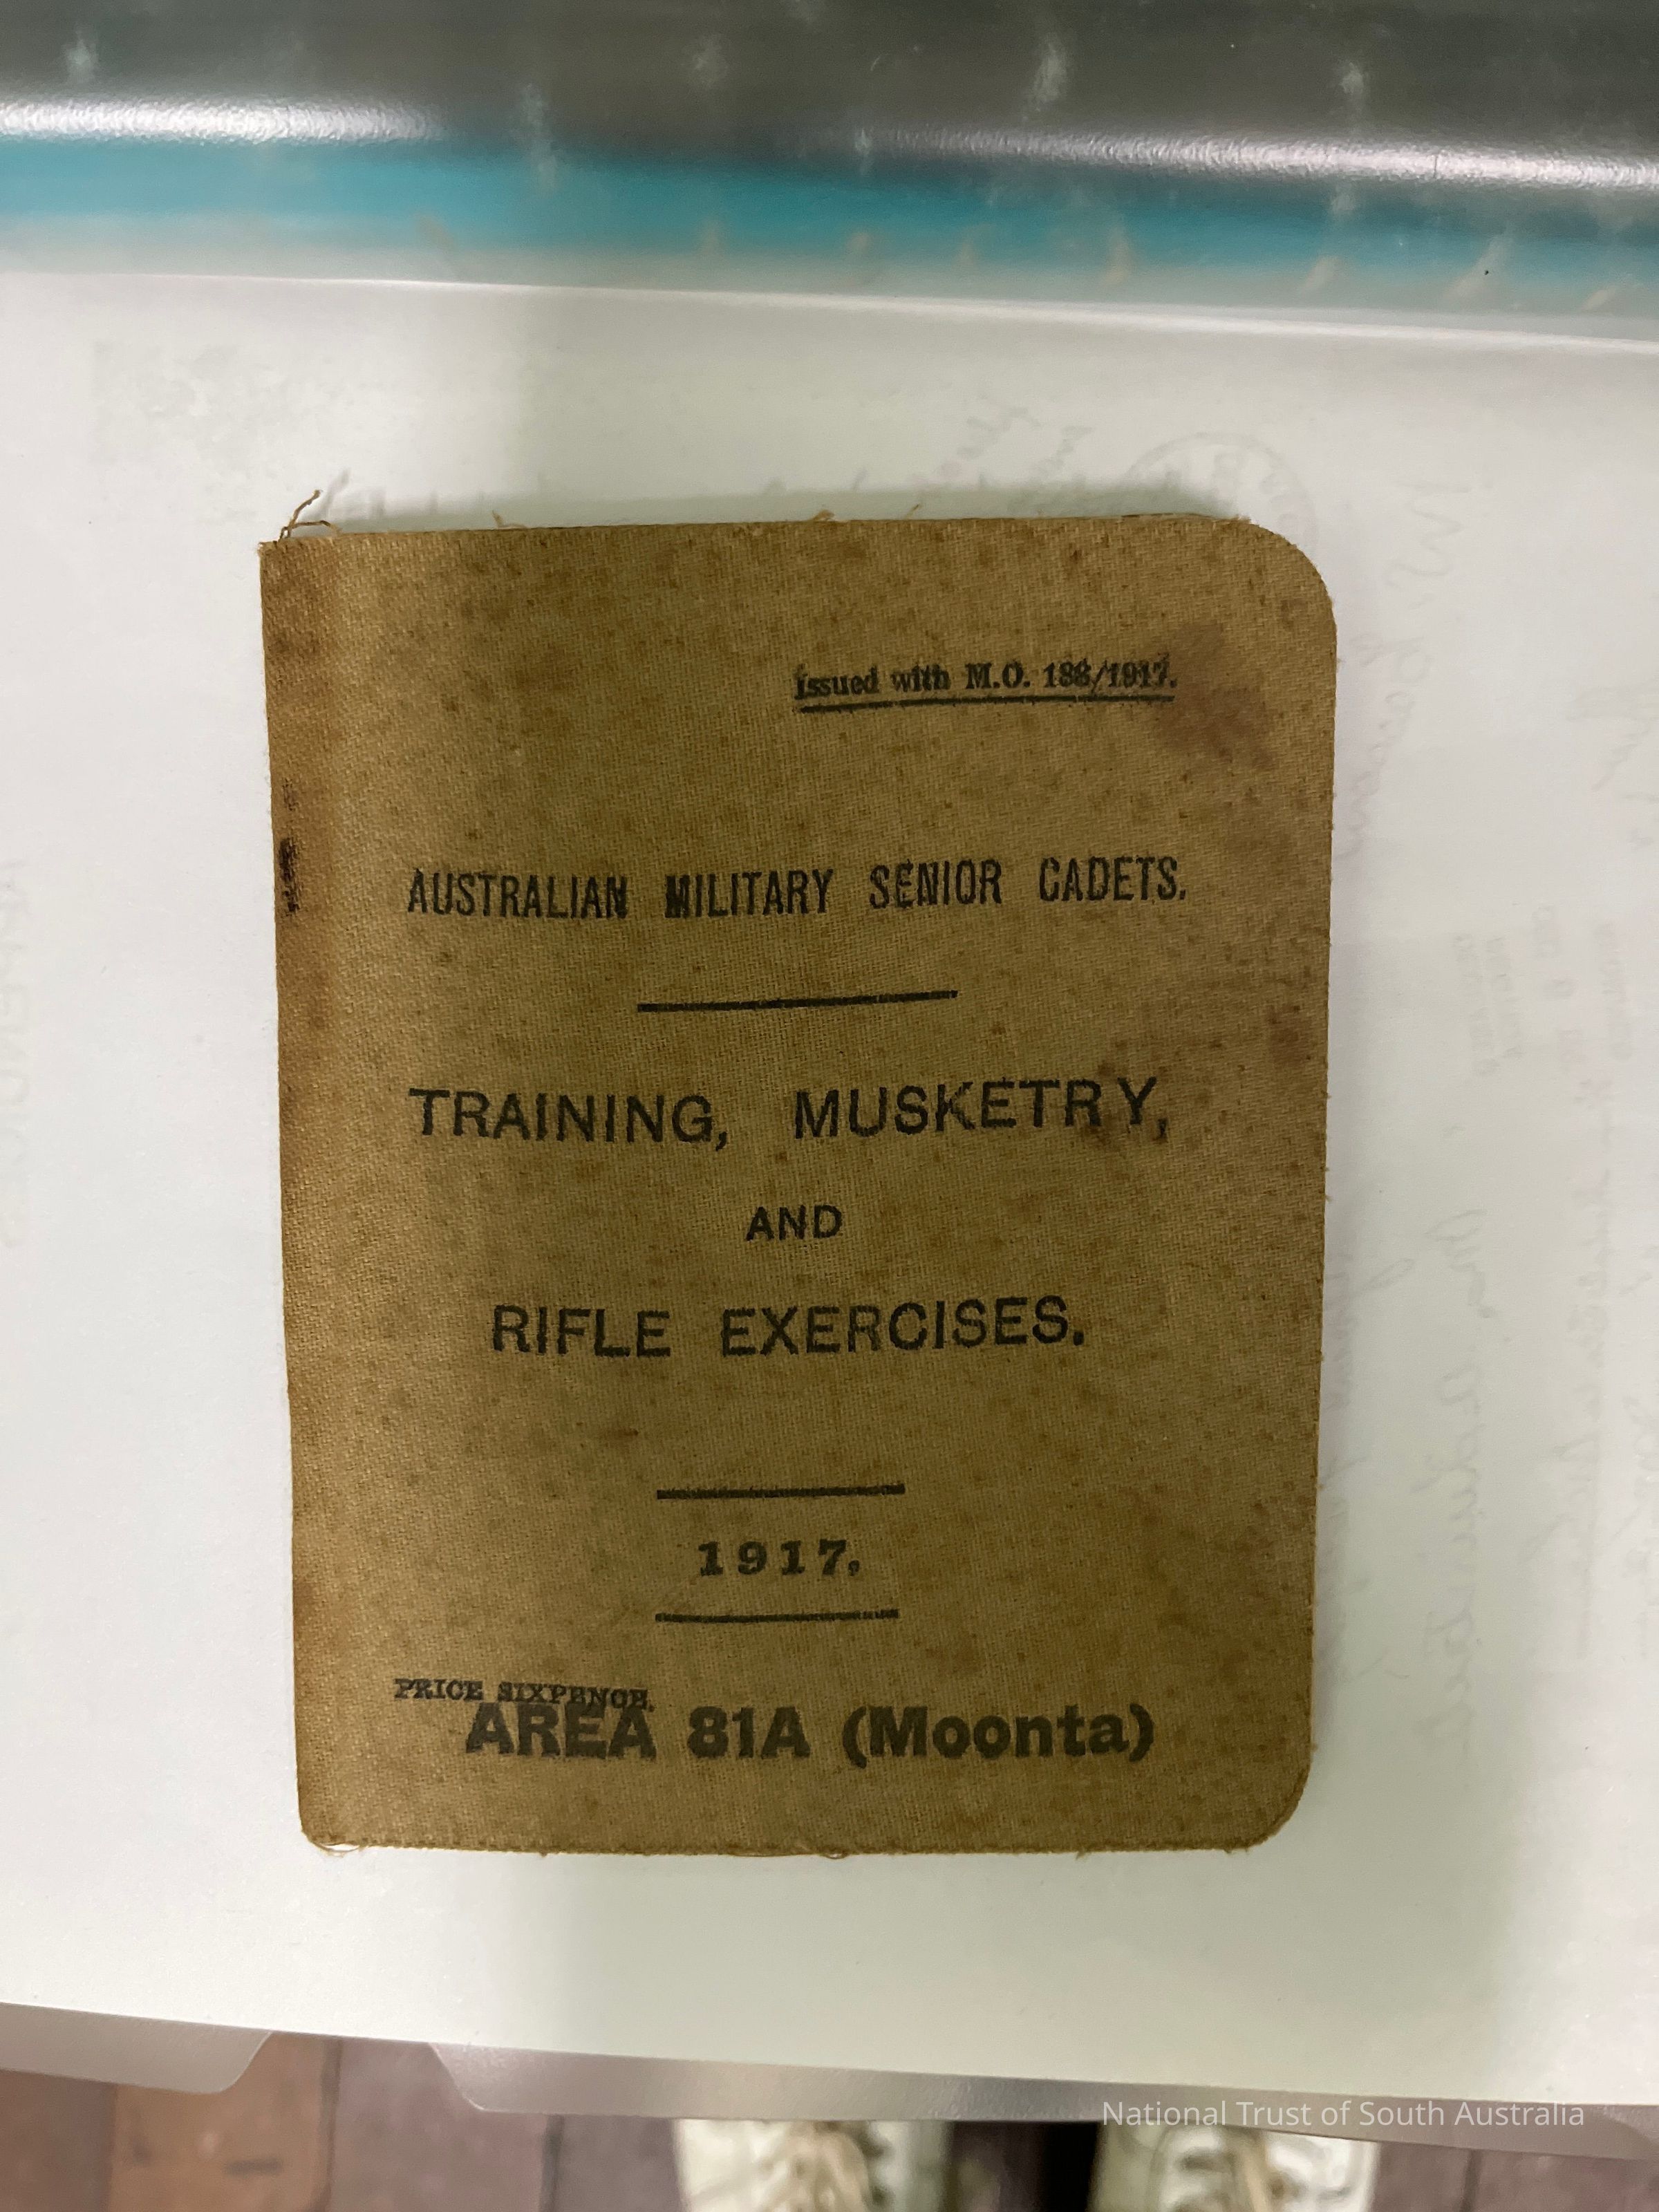 Issued with M.O. 188/1917.
AUSTRALIAN MILITARY SENIOR CADETS.
TRAINING, MUSKETRY,
AND
RIFLE EXERCISES.
1917.
PRICE SIXPENCE.
AREA 81A (Moonta)
National Trust of South Australia